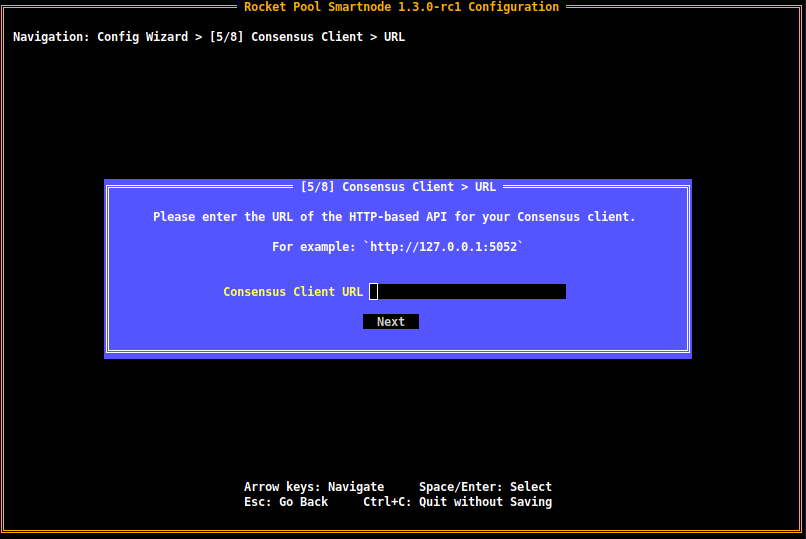 Rocket Pool Smartnode 1.3.0-rc1 Configuration
Navigation: Config Wizard > [5/8] Consensus Client > URL
[5/8] Consensus Client > URL
Please enter the URL of the HTTP-based API for your Consensus client.
For example: `http://127.0.0.1:5052`
Consensus Client URL
Next
Arrow keys: Navigate     Space/Enter: Select
Esc: Go Back     Ctrl+C: Quit without Saving